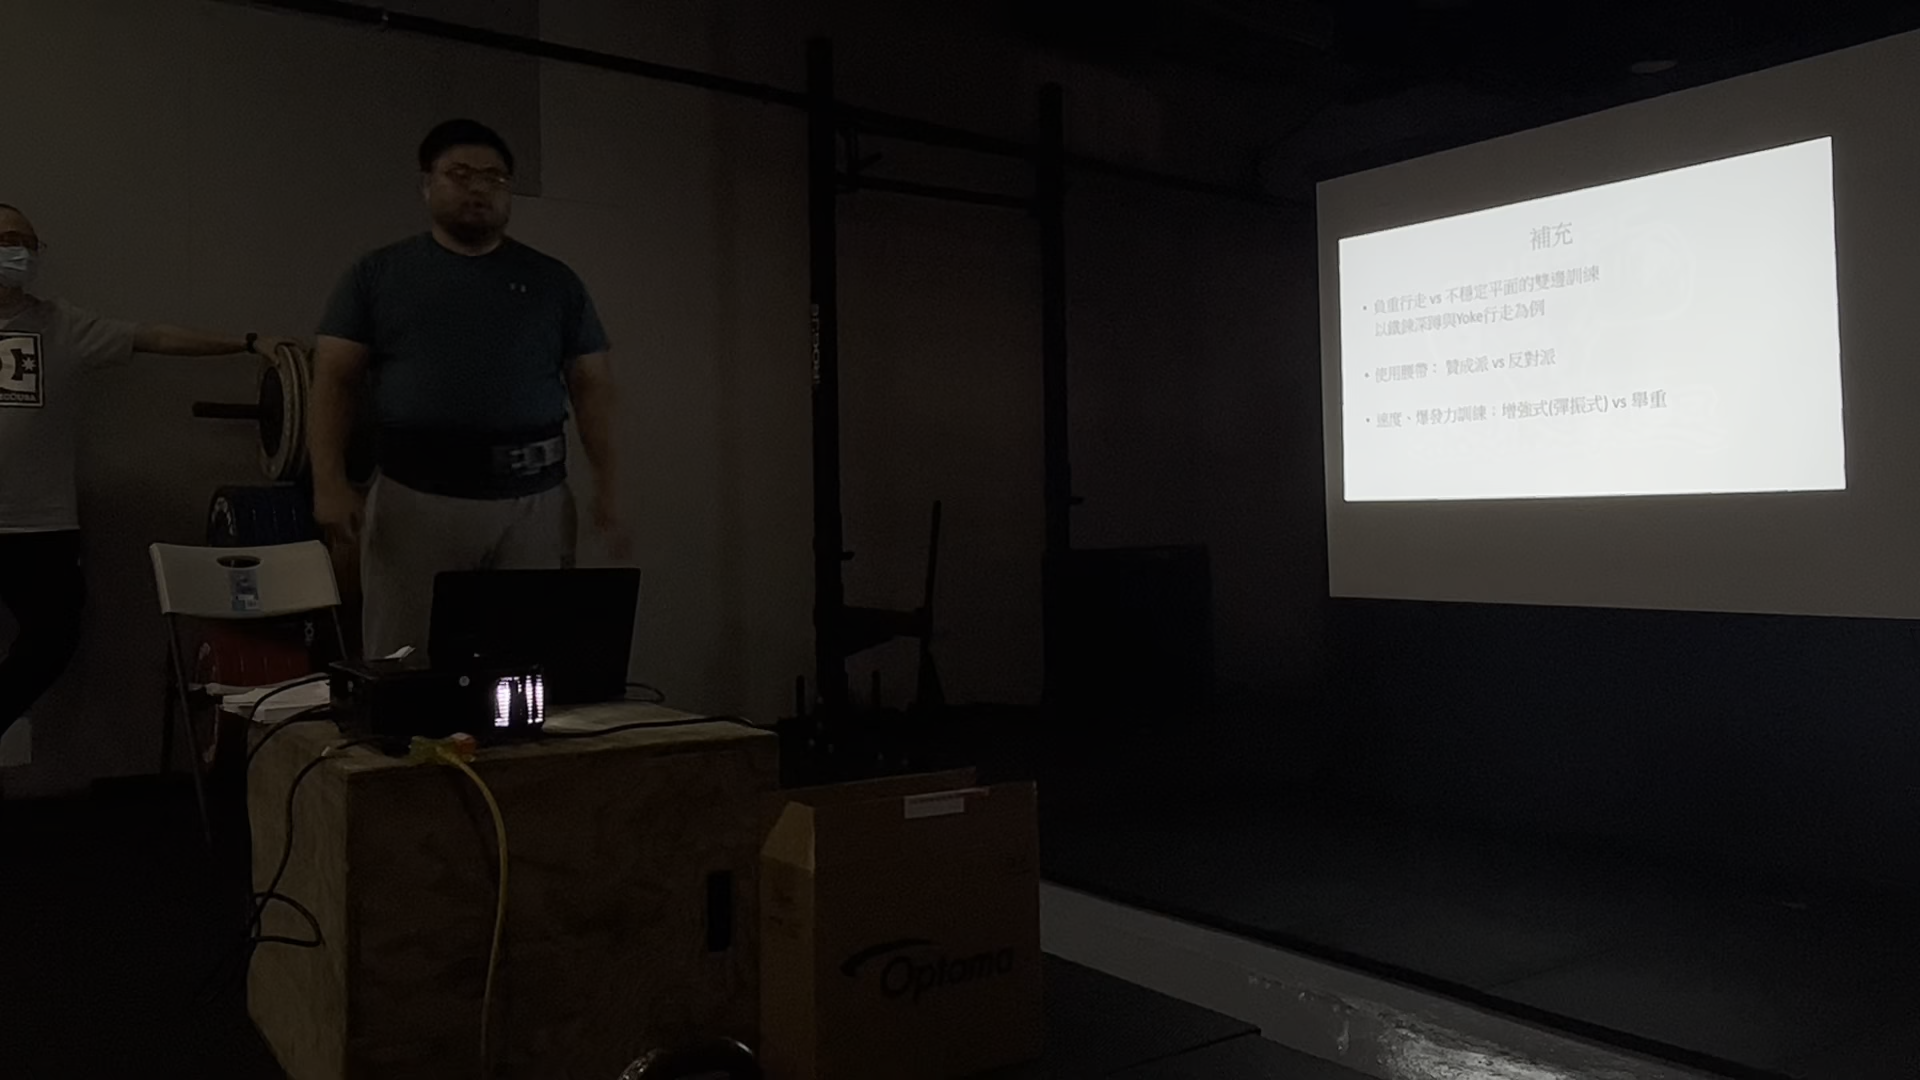 補充
• 負重行走 vs 不穩定平面的雙邊訓練
以鐵鍊深蹲與Yoke行走為例
• 使用腰帶： 贊成派 vs 反對派
• 速度、爆發力訓練：增強式(彈振式) vs 舉重
ROGUE
Optoma